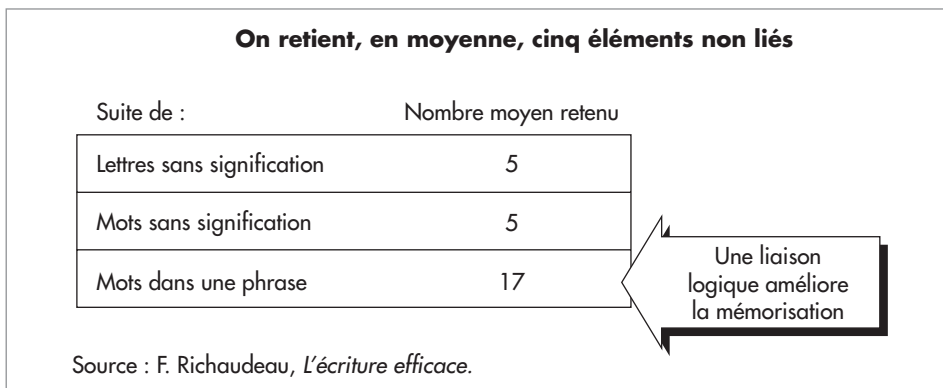 On retient, en moyenne, cinq éléments non liés
Suite de : Nombre moyen retenu
Lettres sans signification 5
Mots sans signification 5
Mots dans une phrase 17
Une liaison
logique améliore
la mémorisation
Source : F. Richaudeau, L'écriture efficace.